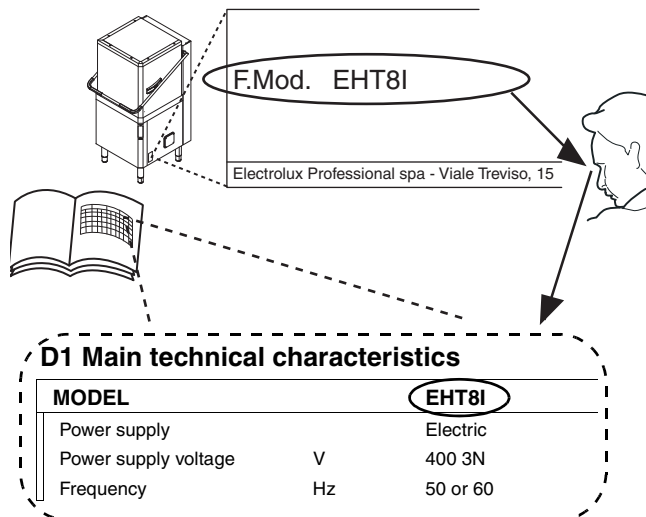 F.Mod. EHT8I
Electrolux Professional spa - Viale Treviso, 15
D1 Main technical characteristics
MODEL EHT8I
Power supply Electric
Power supply voltage V 400 3N
Frequency Hz 50 or 60